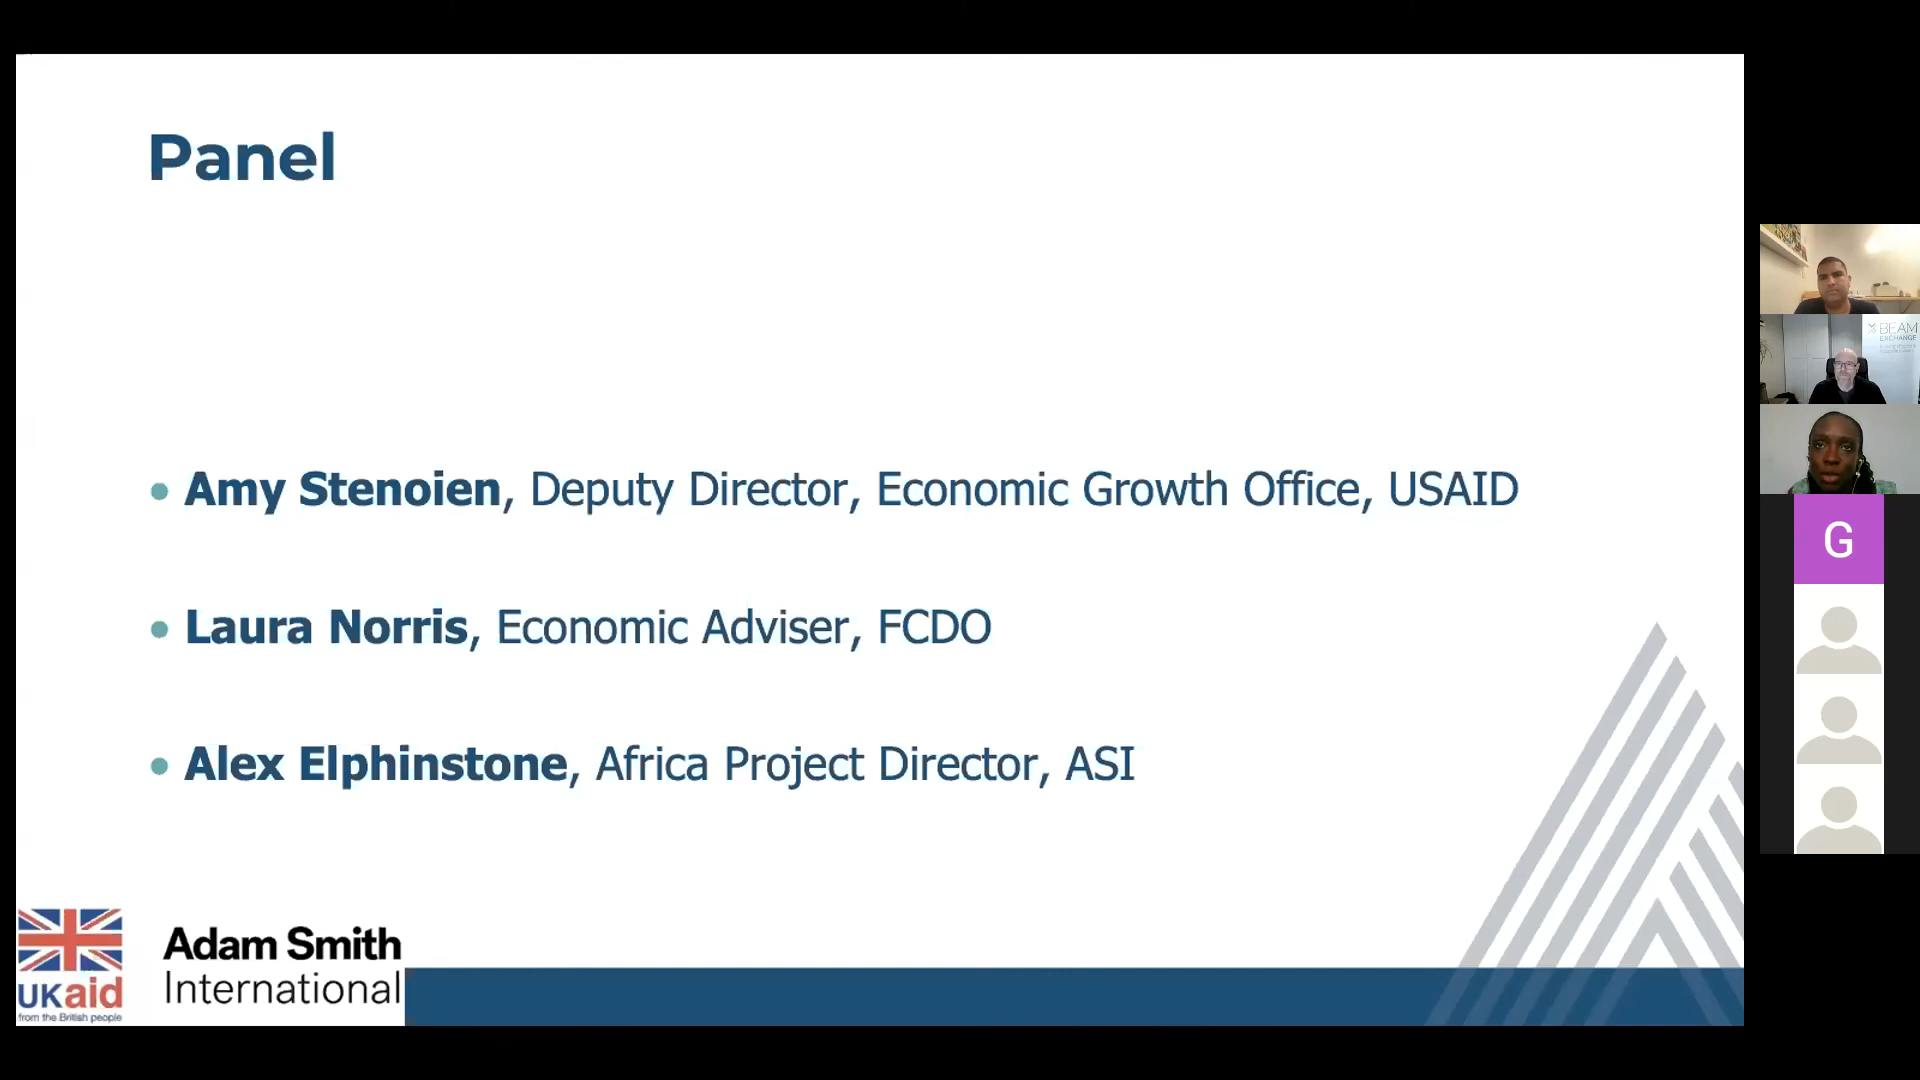 Panel
• Amy Stenoien, Deputy Director, Economic Growth Office, USAID
• Laura Norris, Economic Adviser, FCDO
• Alex Elphinstone, Africa Project Director, ASI
UKaid
from the British people
Adam Smith
International
BEAM
EXCHANGE
G